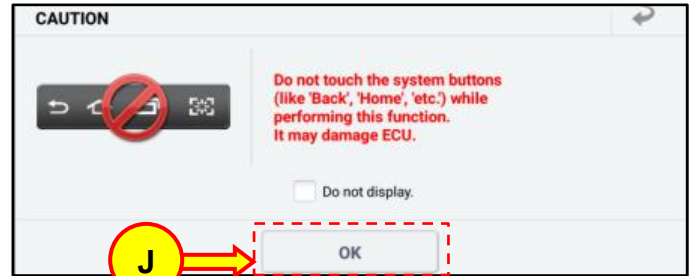 CAUTION
Do not touch the system buttons
(like 'Back', 'Home', 'etc.') while
performing this function.
It may damage ECU.
Do not display.
OK
J